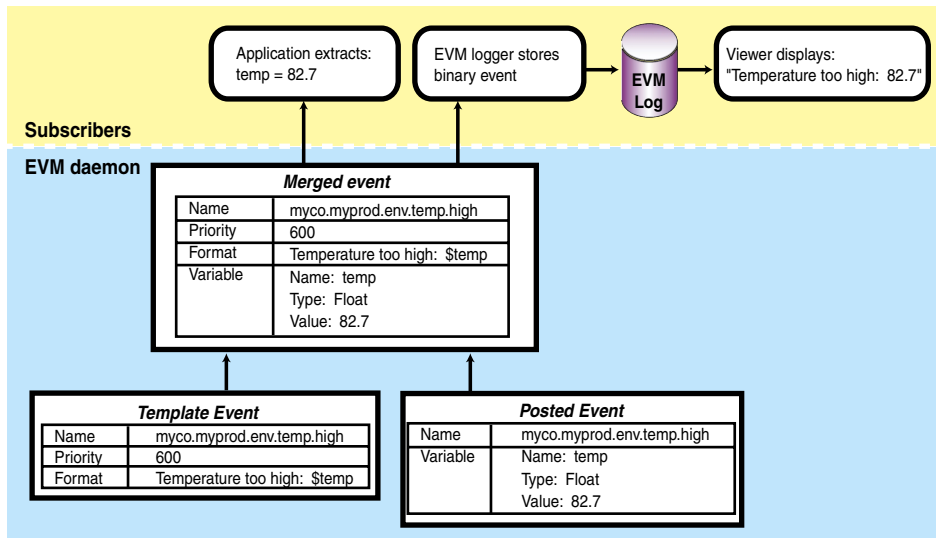 Application extracts:
temp = 82.7
EVM logger stores
binary event
EVM
Log
Viewer displays:
"Temperature too high: 82.7"
Subscribers
EVM daemon
Merged event
Name myco.myprod.env.temp.high
Priority 600
Format Temperature too high: $temp
Variable Name: temp
Type: Float
Value: 82.7
Template Event
Name myco.myprod.env.temp.high
Priority 600
Format Temperature too high: $temp
Posted Event
Name myco.myprod.env.temp.high
Variable Name: temp
Type: Float
Value: 82.7